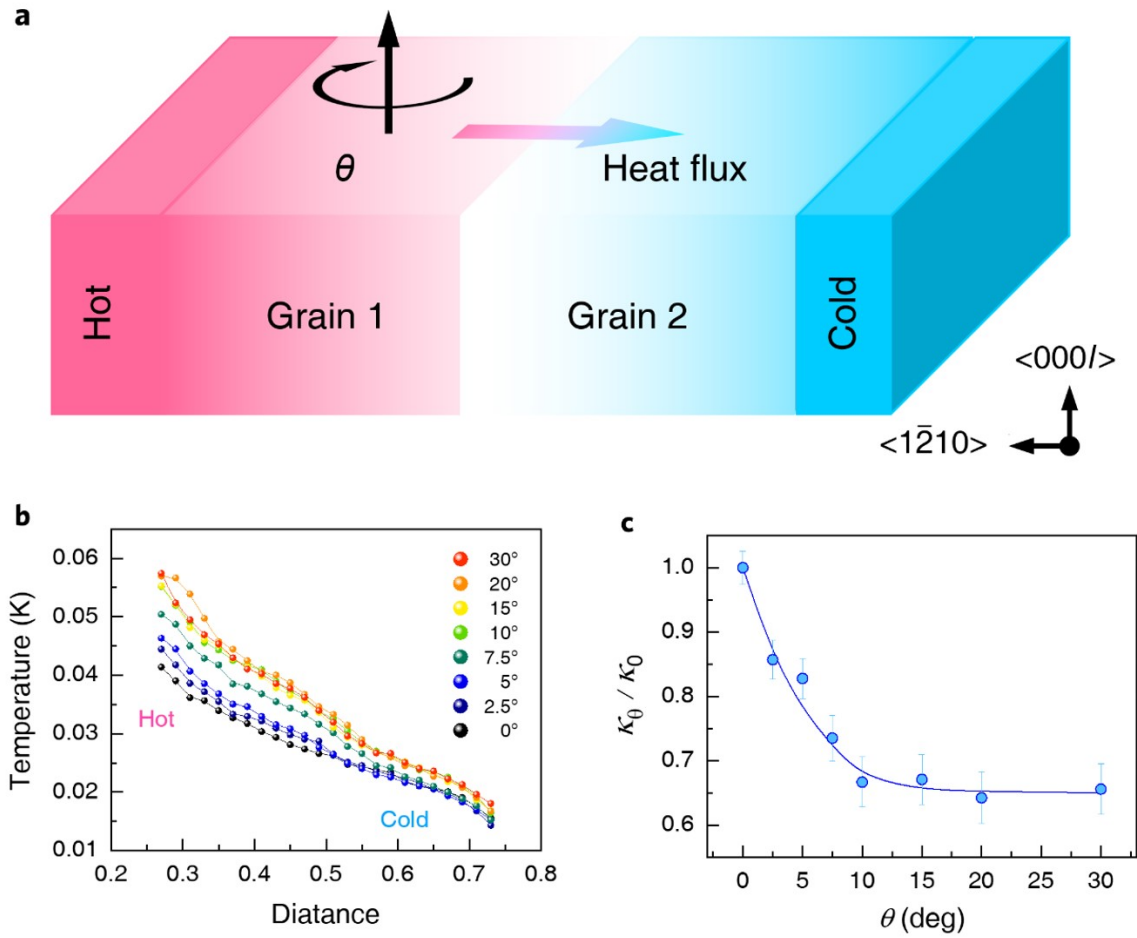 a
θ
Heat flux
Hot
Grain 1
Grain 2
Cold
<000l>
<12̄10>
b
0.06
0.05
0.04
0.03
0.02
0.01
Temperature (K)
30°
20°
15°
10°
7.5°
5°
2.5°
0°
Hot
Cold
0.2 0.3 0.4 0.5 0.6 0.7 0.8
Diatance
c
1.0
0.9
0.8
0.7
0.6
κθ / κ0
0 5 10 15 20 25 30
θ (deg)